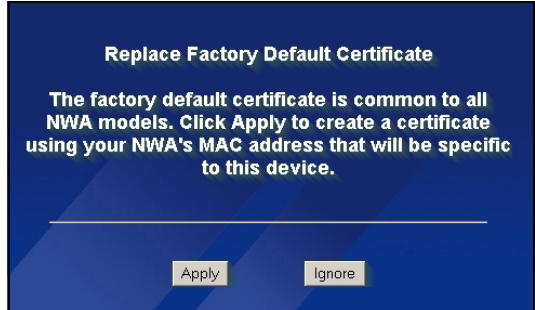 Replace Factory Default Certificate
The factory default certificate is common to all
NWA models. Click Apply to create a certificate
using your NWA's MAC address that will be specific
to this device.
Apply
Ignore